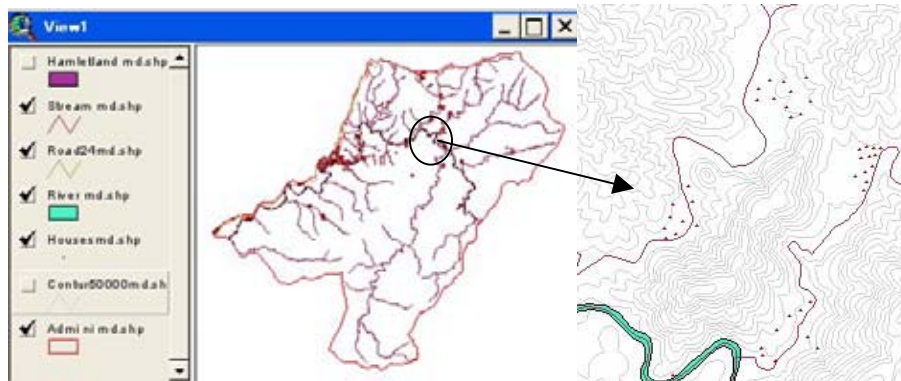 View1
Hamletland md.shp
Stream md.shp
Road24md.shp
River md.shp
Housesmd.shp
Contur50000md.sh
Admini md.shp